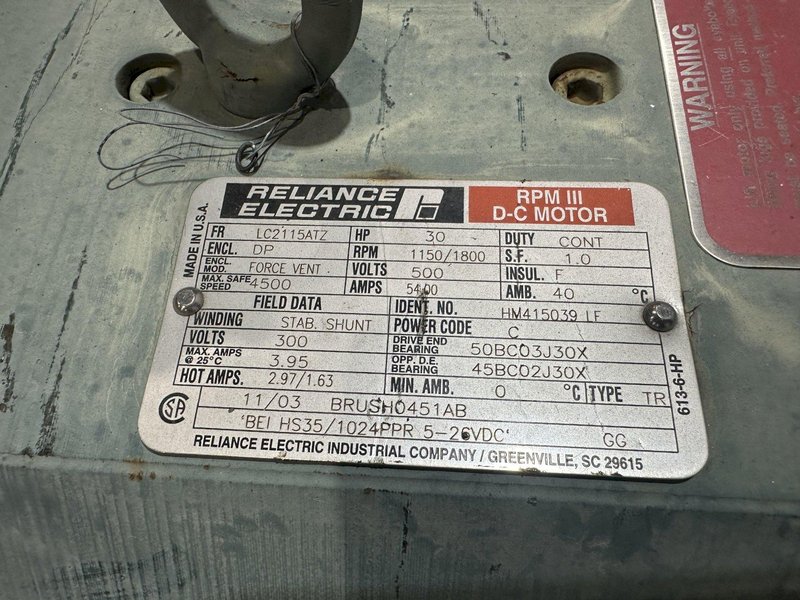 WARNING
RELIANCE ELECTRIC
RPM III D-C MOTOR
MADE IN U.S.A.
FR LC2115ATZ HP 30 DUTY CONT
ENCL. DP RPM 1150/1800 S.F. 1.0
ENCL. MOD. FORCE VENT VOLTS 500 INSUL. F
MAX. SAFE SPEED 4500 AMPS 54.00 AMB. 40 °C
FIELD DATA IDENT. NO. HM415039 LF
WINDING STAB. SHUNT POWER CODE C
VOLTS 300 DRIVE END BEARING 50BC03J30X
MAX. AMPS @ 25°C 3.95 OPP. D.E BEARING 45BC02J30X
HOT AMPS. 2.97/1.63 MIN. AMB. 0 °C TYPE TR
11/03 BRUSH0451AB
'BEI HS35/1024PPR 5-26VDC' GG
RELIANCE ELECTRIC INDUSTRIAL COMPANY / GREENVILLE, SC 29615
613-6-HP
SA